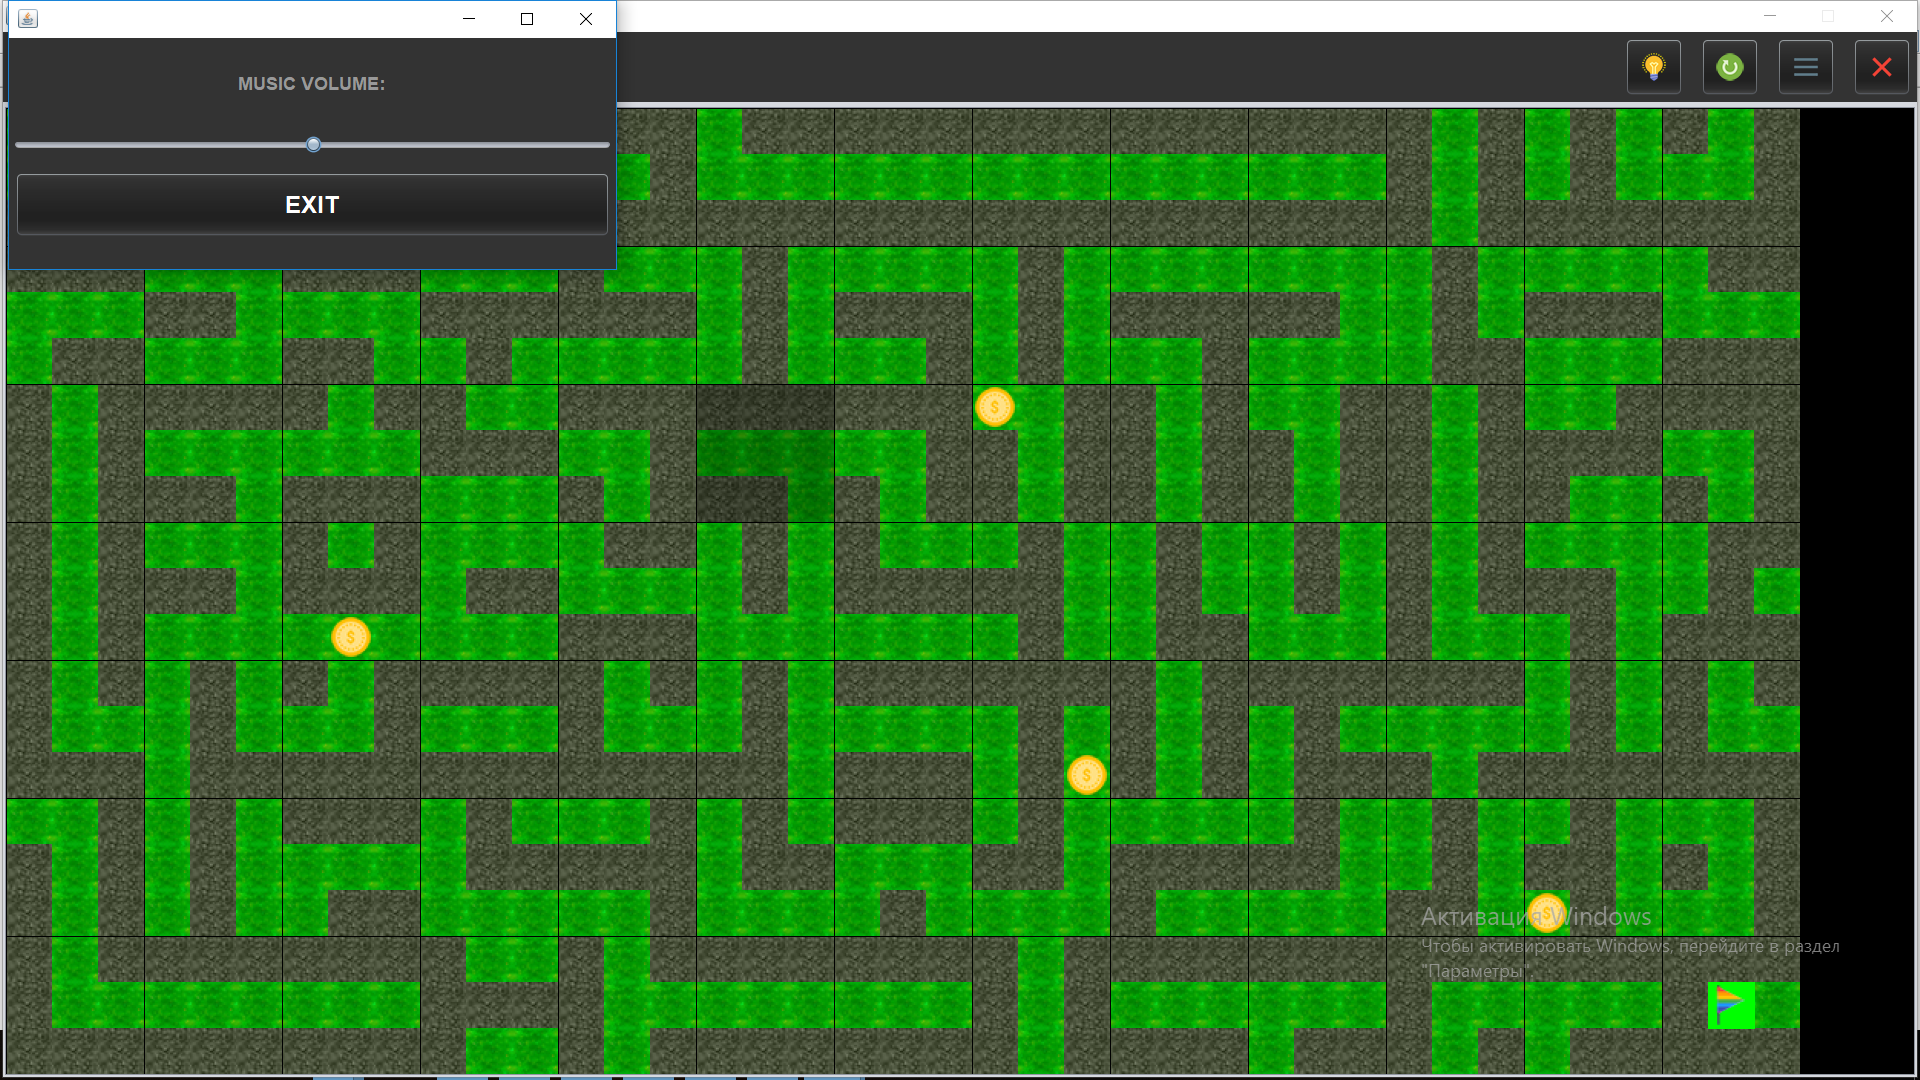 MUSIC VOLUME:
EXIT
Активация Windows
Чтобы активировать Windows, перейдите в раздел
"Параметры".